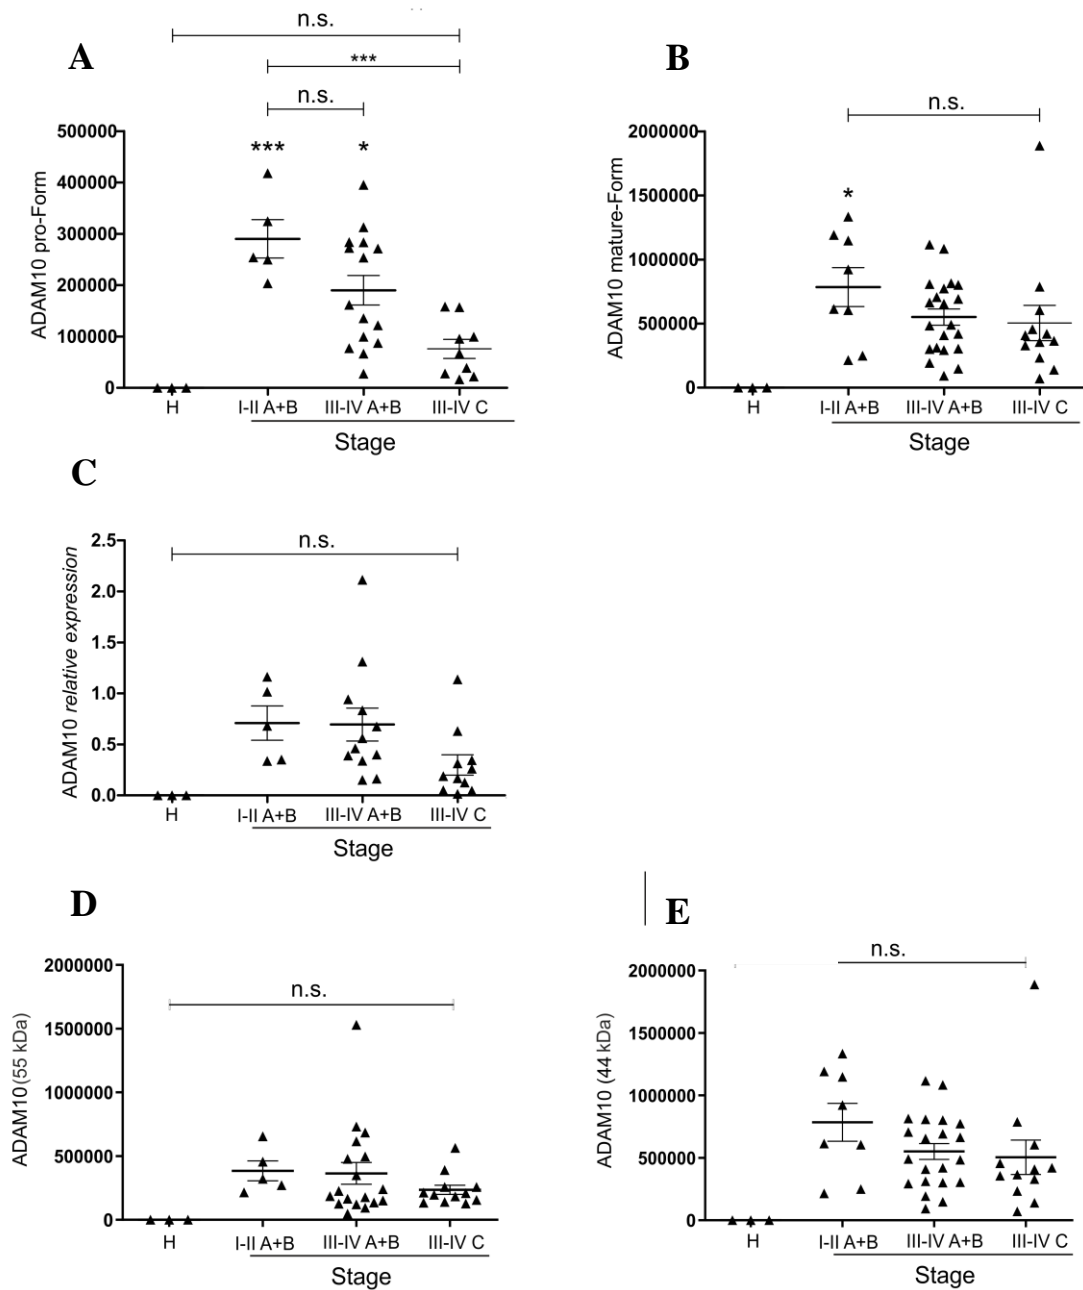 n.s.
A
***
n.s.
ADAM10 pro-Form
500000
400000
300000
200000
100000
0
*** *
H I-II A+B III-IV A+B III-IV C
Stage
B
n.s.
ADAM10 mature-Form
2000000
1500000
1000000
500000
0
*
H I-II A+B III-IV A+B III-IV C
Stage
C
n.s.
ADAM10 relative expression
2.5
2.0
1.5
1.0
0.5
0.0
H I-II A+B III-IV A+B III-IV C
Stage
D
n.s.
ADAM10 (55 kDa)
2000000
1500000
1000000
500000
0
H I-II A+B III-IV A+B III-IV C
Stage
E
n.s.
ADAM10 (44 kDa)
2000000
1500000
1000000
500000
0
H I-II A+B III-IV A+B III-IV C
Stage